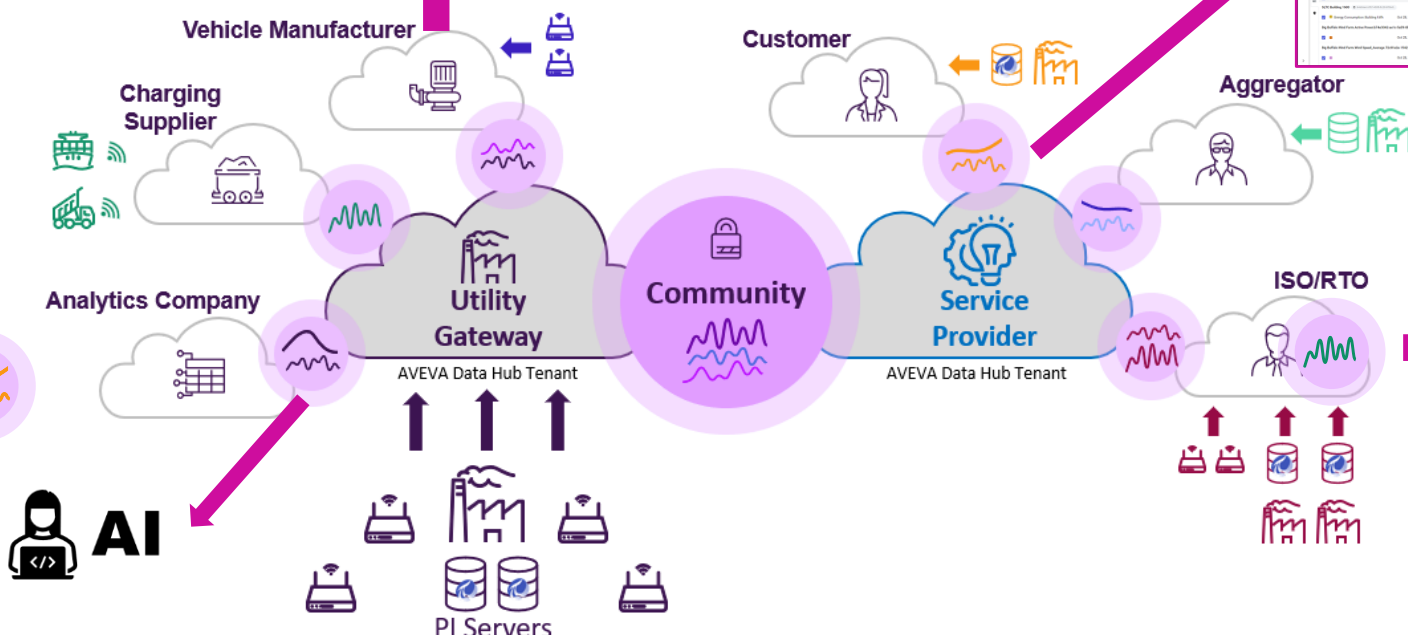 Vehicle Manufacturer
Customer
Aggregator
Charging
Supplier
ISO/RTO
Analytics Company
Utility
Gateway
Community
Service
Provider
AVEVA Data Hub Tenant
AVEVA Data Hub Tenant
</> AI
PI Servers